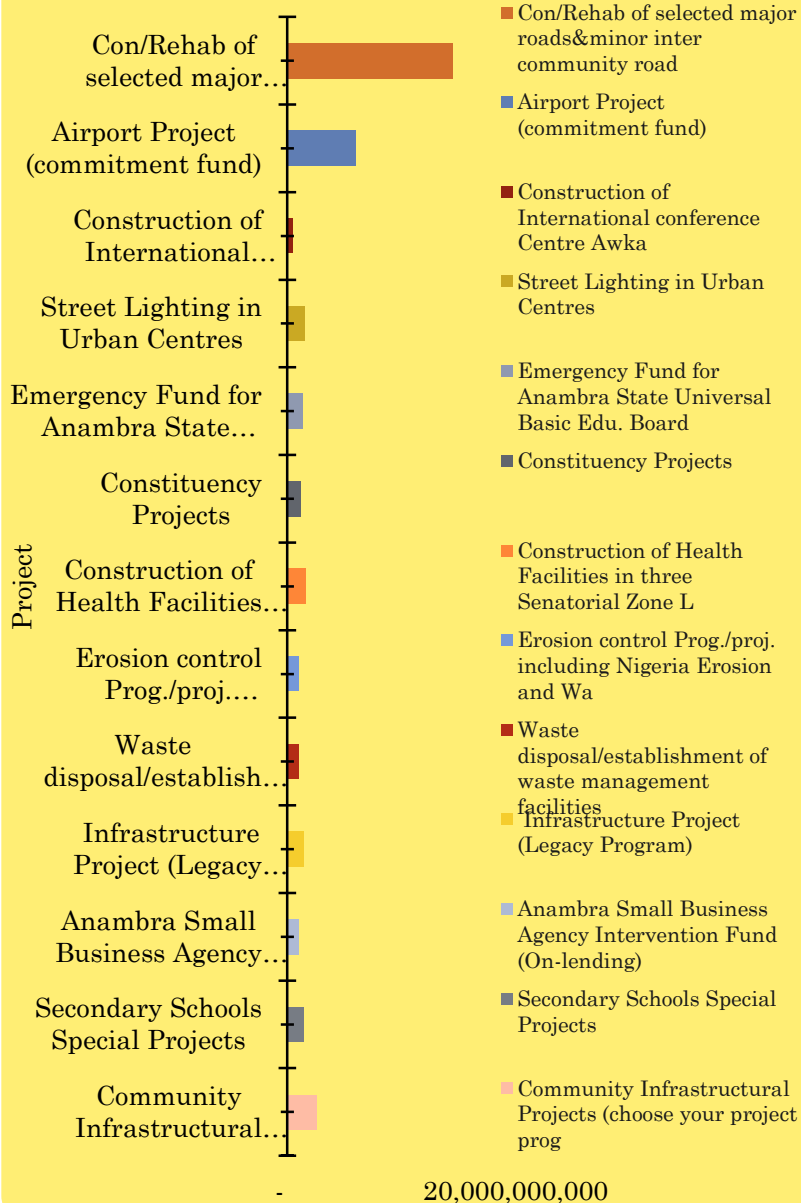 Project
Con/Rehab of
selected major…
Airport Project
(commitment fund)
Construction of
International…
Street Lighting in
Urban Centres
Emergency Fund for
Anambra State…
Constituency
Projects
Construction of
Health Facilities…
Erosion control
Prog./proj.…
Waste
disposal/establish…
Infrastructure
Project (Legacy…
Anambra Small
Business Agency…
Secondary Schools
Special Projects
Community
Infrastructural…
-
20,000,000,000
Con/Rehab of selected major
roads&minor inter
community road
Airport Project
(commitment fund)
Construction of
International conference
Centre Awka
Street Lighting in Urban
Centres
Emergency Fund for
Anambra State Universal
Basic Edu. Board
Constituency Projects
Construction of Health
Facilities in three
Senatorial Zone L
Erosion control Prog./proj.
including Nigeria Erosion
and Wa
Waste
disposal/establishment of
waste management
facilities
Infrastructure Project
(Legacy Program)
Anambra Small Business
Agency Intervention Fund
(On-lending)
Secondary Schools Special
Projects
Community Infrastructural
Projects (choose your project
prog